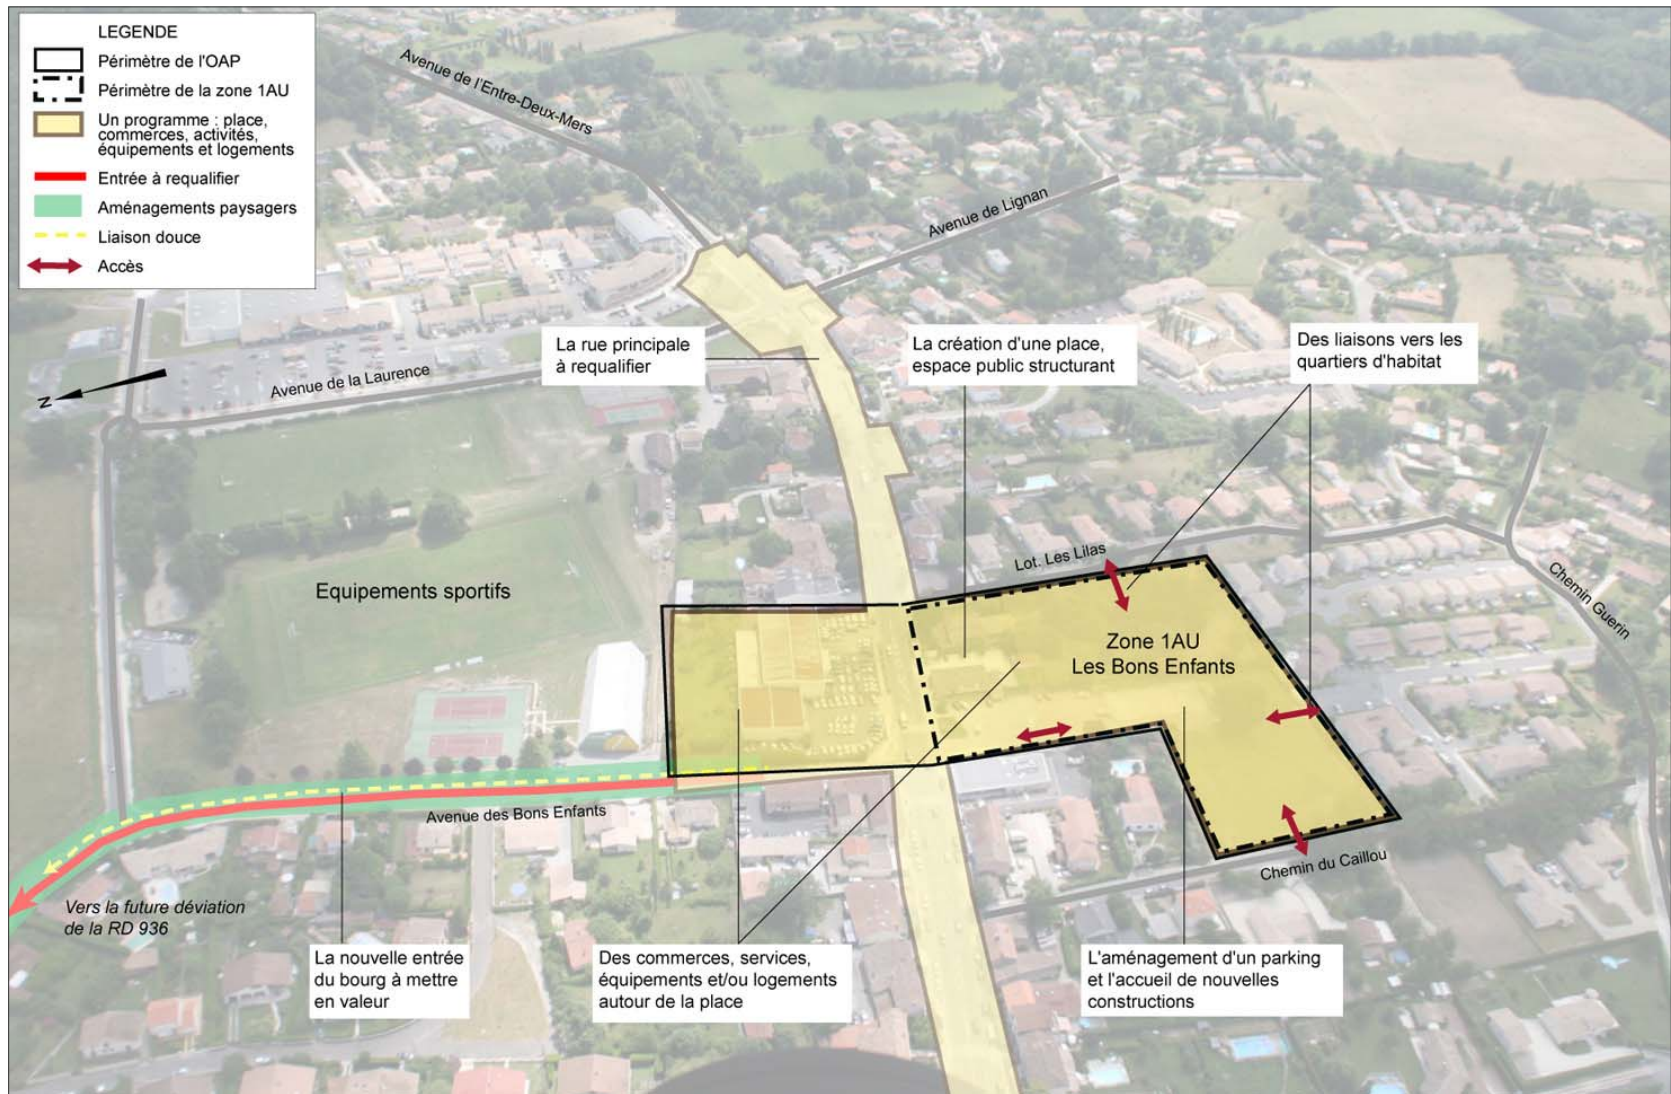 LEGENDE
Périmètre de l'OAP
Périmètre de la zone 1AU
Un programme : place,
commerces, activités,
équipements et logements
Entrée à requalifier
Aménagements paysagers
Liaison douce
Accès
Avenue de l'Entre-Deux-Mers
Avenue de Lignan
La rue principale
à requalifier
La création d'une place,
espace public structurant
Des liaisons vers les
quartiers d'habitat
N
Avenue de la Laurence
Lot. Les Lilas
Chemin Guerin
Equipements sportifs
Zone 1AU
Les Bons Enfants
Avenue des Bons Enfants
Chemin du Caillou
Vers la future déviation
de la RD 936
La nouvelle entrée
du bourg à mettre
en valeur
Des commerces, services,
équipements et/ou logements
autour de la place
L'aménagement d'un parking
et l'accueil de nouvelles
constructions